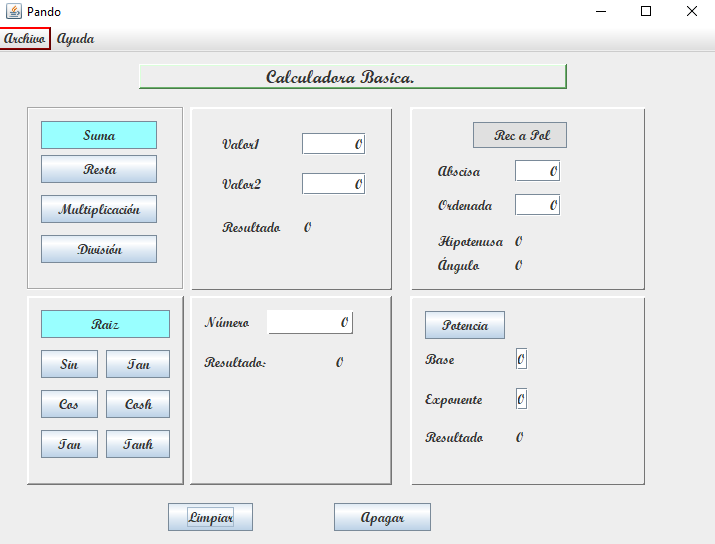 Pando
Archivo Ayuda
Calculadora Basica.
Suma
Resta
Multiplicación
División
Valor1 0
Valor2 0
Resultado 0
Rec a Pol
Abscisa 0
Ordenada 0
Hipotenusa 0
Ángulo 0
Raiz
Sin Tan
Cos Cosh
Tan Tanh
Número 0
Resultado: 0
Potencia
Base 0
Exponente 0
Resultado 0
Limpiar Apagar